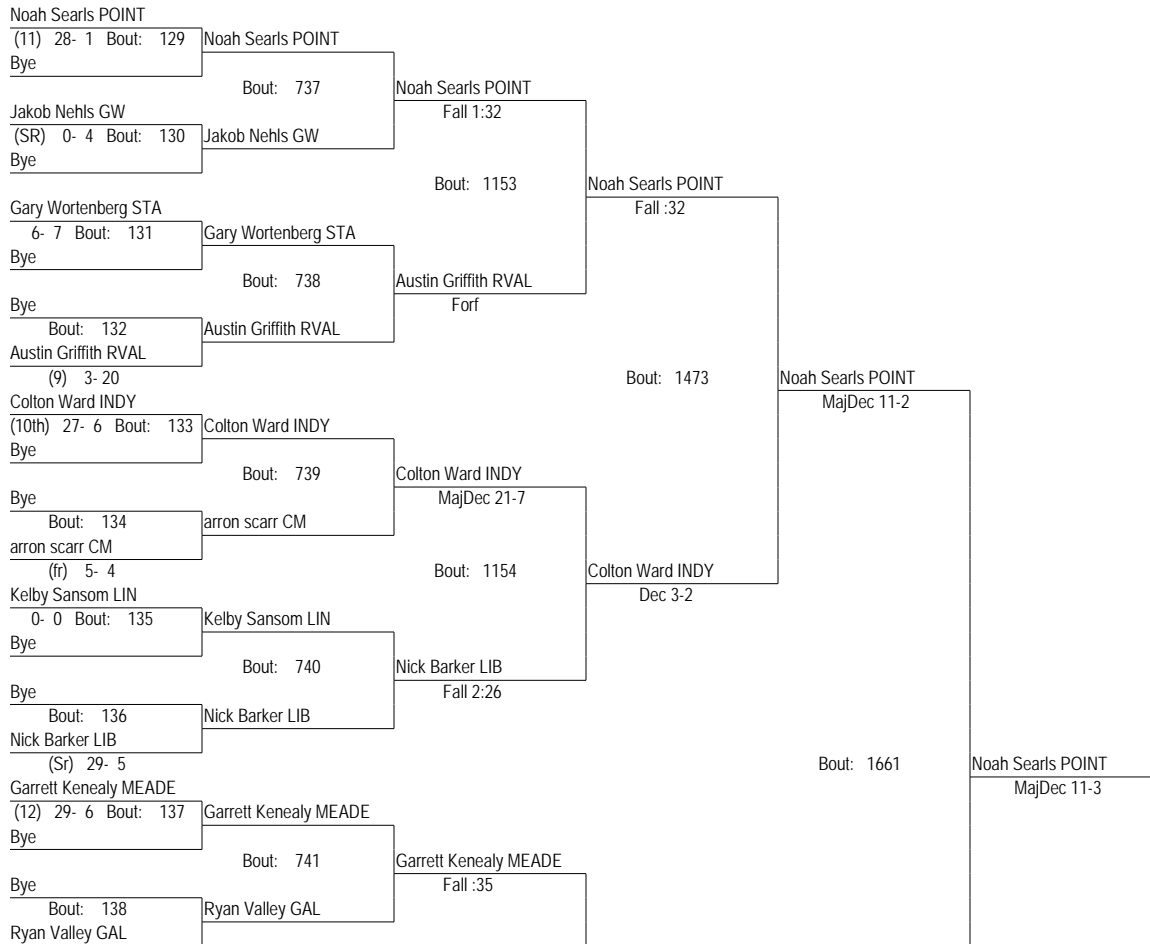 Noah Searls POINT
(11) 28- 1 Bout: 129 Noah Searls POINT
Bye
Bout: 737 Noah Searls POINT
Jakob Nehls GW Fall 1:32
(SR) 0- 4 Bout: 130 Jakob Nehls GW
Bye
Bout: 1153 Noah Searls POINT
Gary Wortenberg STA Fall :32
6- 7 Bout: 131 Gary Wortenberg STA
Bye
Bout: 738 Austin Griffith RVAL
Bye Forf
Bout: 132 Austin Griffith RVAL
Austin Griffith RVAL
(9) 3- 20 Bout: 1473 Noah Searls POINT
Colton Ward INDY MajDec 11-2
(10th) 27- 6 Bout: 133 Colton Ward INDY
Bye
Bout: 739 Colton Ward INDY
Bye MajDec 21-7
Bout: 134 arron scarr CM
arron scarr CM
(fr) 5- 4 Bout: 1154 Colton Ward INDY
Kelby Sansom LIN Dec 3-2
0- 0 Bout: 135 Kelby Sansom LIN
Bye
Bout: 740 Nick Barker LIB
Bye Fall 2:26
Bout: 136 Nick Barker LIB
Nick Barker LIB
(Sr) 29- 5 Bout: 1661 Noah Searls POINT
Garrett Kenealy MEADE MajDec 11-3
(12) 29- 6 Bout: 137 Garrett Kenealy MEADE
Bye
Bout: 741 Garrett Kenealy MEADE
Bye Fall :35
Bout: 138 Ryan Valley GAL
Ryan Valley GAL